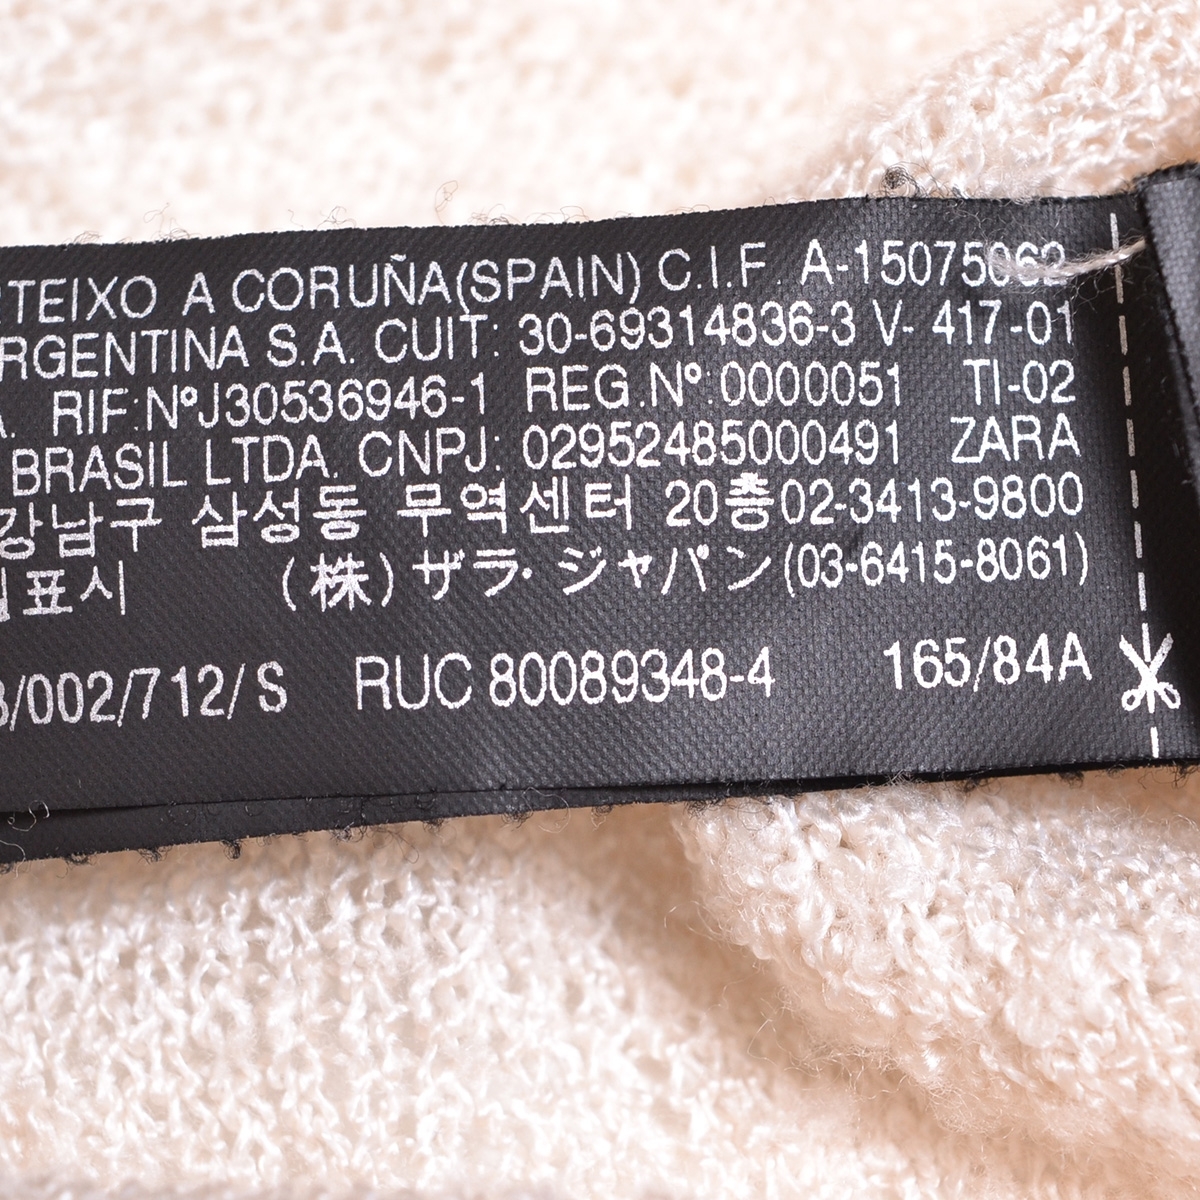 TEIXO A CORUÑA(SPAIN) C.I.F. A-15075062
RGENTINA S.A. CUIT: 30-69314836-3 V- 417-01
A. RIF:NºJ30536946-1 REG.Nº:0000051 TI-02
BRASIL LTDA. CNPJ: 02952485000491 ZARA
강남구 삼성동 무역센터 20층02-3413-9800
표시 (株)ザラ・ジャパン(03-6415-8061)
/002/712/S RUC 80089348-4 165/84A